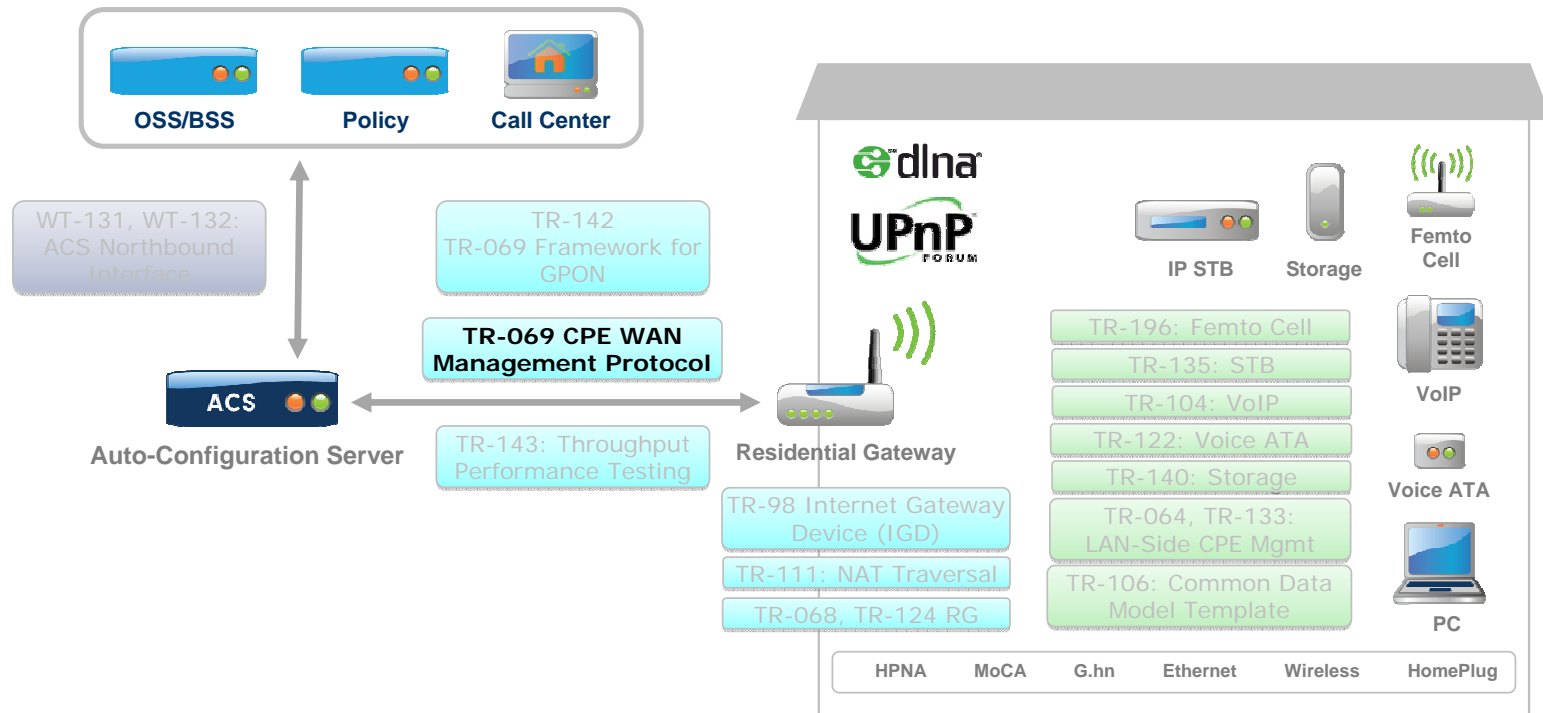 OSS/BSS
Policy
Call Center
WT-131, WT-132:
ACS Northbound
Interface
TR-142
TR-069 Framework for
GPON
TR-069 CPE WAN
Management Protocol
ACS
Auto-Configuration Server
TR-143: Throughput
Performance Testing
Residential Gateway
TR-98 Internet Gateway
Device (IGD)
TR-111: NAT Traversal
TR-068, TR-124 RG
dlna
UPnP
FORUM
IP STB
Storage
Femto
Cell
TR-196: Femto Cell
TR-135: STB
TR-104: VoIP
TR-122: Voice ATA
TR-140: Storage
TR-064, TR-133:
LAN-Side CPE Mgmt
TR-106: Common Data
Model Template
VoIP
Voice ATA
PC
HPNA MoCA G.hn Ethernet Wireless HomePlug